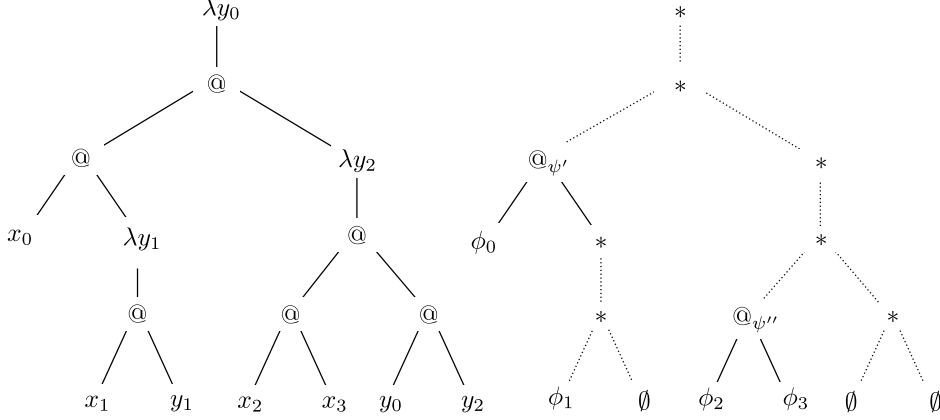 λy₀ *
@ *
@ λy₂ @ψ′ *
x₀ λy₁ @ ϕ₀ * *
@ @ @ * @ψ′′ *
x₁ y₁ x₂ x₃ y₀ y₂ ϕ₁ ∅ ϕ₂ ϕ₃ ∅ ∅